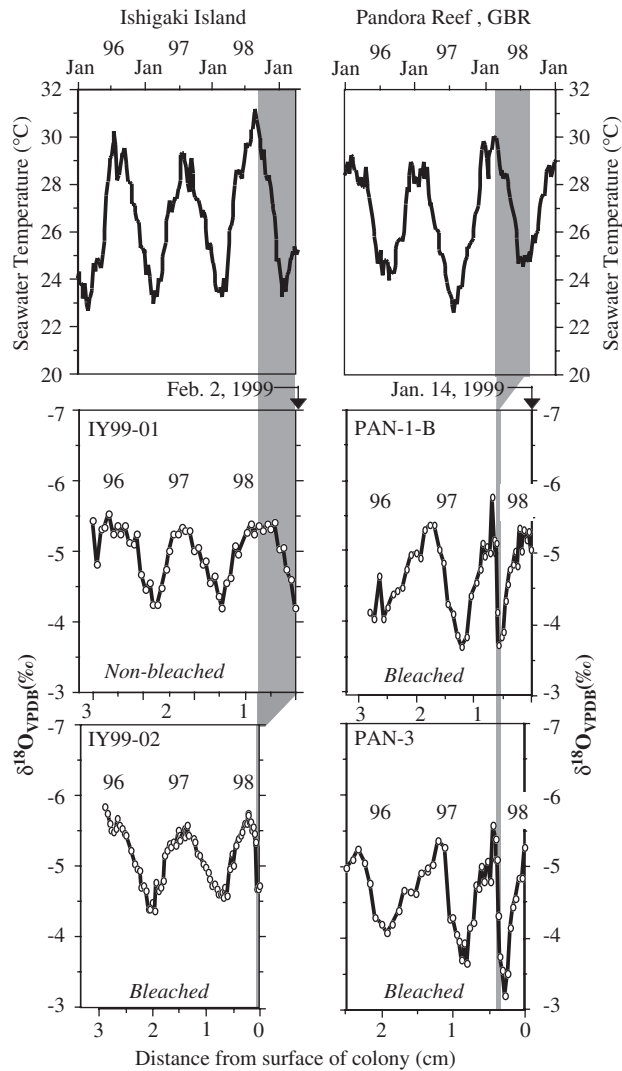 Ishigaki Island
Pandora Reef , GBR
96 97 98
Jan Jan Jan Jan
96 97 98
Jan Jan Jan Jan
Seawater Temperature (°C)
32
30
28
26
24
22
20
32
30
28
26
24
22
20
Seawater Temperature (°C)
Feb. 2, 1999
Jan. 14, 1999
-7
-6
-5
-4
-3
IY99-01
96 97 98
Non-bleached
3 2 1
PAN-1-B
96 97 98
Bleached
3 2 1
-7
-6
-5
-4
-3
δ18OVPDB(‰)
δ18OVPDB(‰)
-7
-6
-5
-4
-3
IY99-02
96 97 98
Bleached
3 2 1 0
PAN-3
96 97 98
Bleached
2 1 0
-7
-6
-5
-4
-3
Distance from surface of colony (cm)